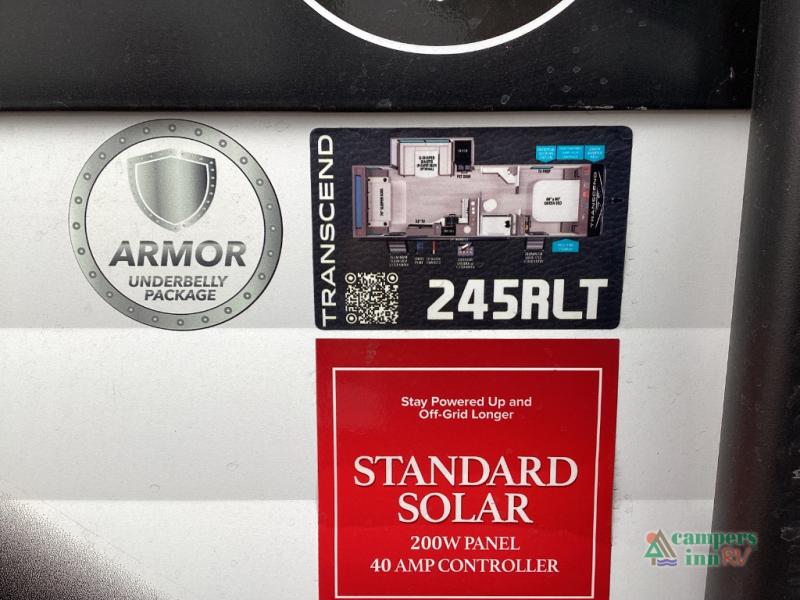 ARMOR
UNDERBELLY
PACKAGE
TRANSCEND
TRANSCEND
245RLT
Stay Powered Up and
Off-Grid Longer
STANDARD
SOLAR
200W PANEL
40 AMP CONTROLLER
campers
inn RV